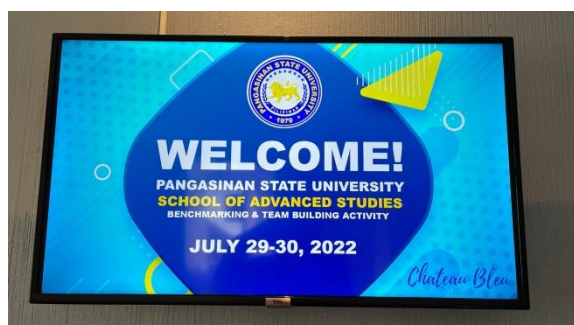 PANGASINAN STATE UNIVERSITY
PILIPINAS
1979
WELCOME!
PANGASINAN STATE UNIVERSITY
SCHOOL OF ADVANCED STUDIES
BENCHMARKING & TEAM BUILDING ACTIVITY
JULY 29-30, 2022
Chateau Bleu